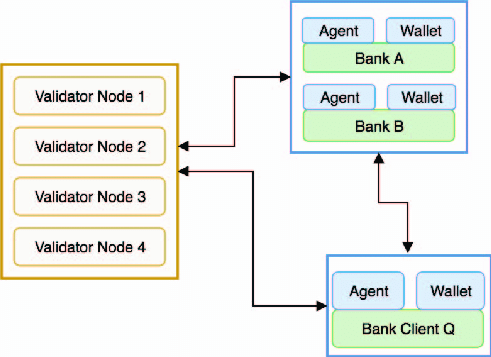 Validator Node 1
Validator Node 2
Validator Node 3
Validator Node 4
Agent Wallet
Bank A
Agent Wallet
Bank B
Agent Wallet
Bank Client Q